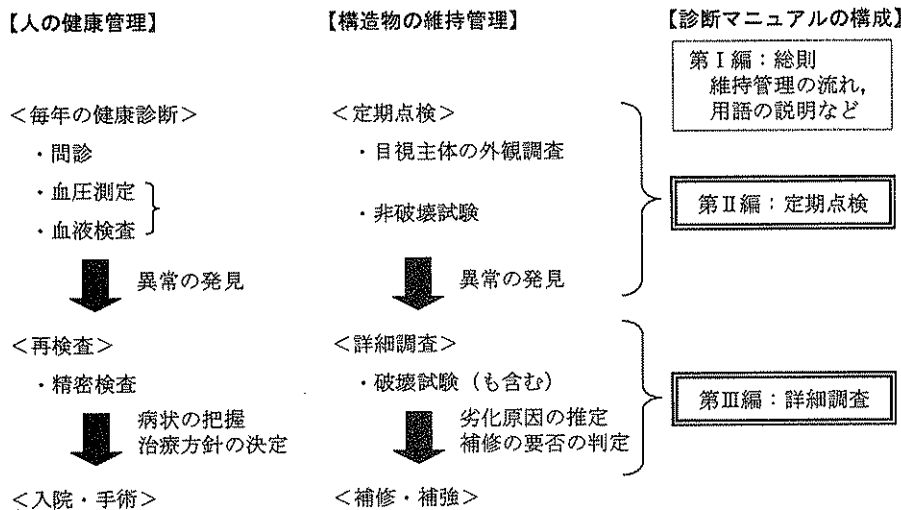 【人の健康管理】
<毎年の健康診断>
・問診
・血圧測定
・血液検査
異常の発見
<再検査>
・精密検査
病状の把握
治療方針の決定
<入院・手術>
【構造物の維持管理】
<定期点検>
・目視主体の外観調査
・非破壊試験
異常の発見
<詳細調査>
・破壊試験（も含む）
劣化原因の推定
補修の要否の判定
<補修・補強>
【診断マニュアルの構成】
第Ⅰ編：総則
維持管理の流れ，
用語の説明など
第Ⅱ編：定期点検
第Ⅲ編：詳細調査